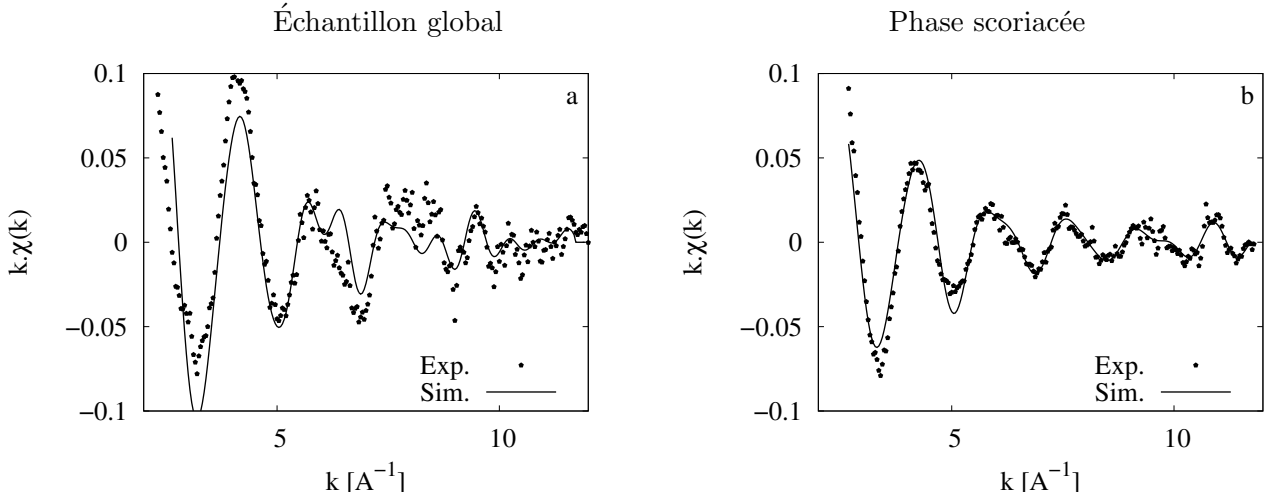 Échantillon global
0.1
0.05
0
−0.05
−0.1
k.χ(k)
a
Exp.
Sim.
5
10
k [A⁻¹]
Phase scoriacée
0.1
0.05
0
−0.05
−0.1
k.χ(k)
b
Exp.
Sim.
5
10
k [A⁻¹]